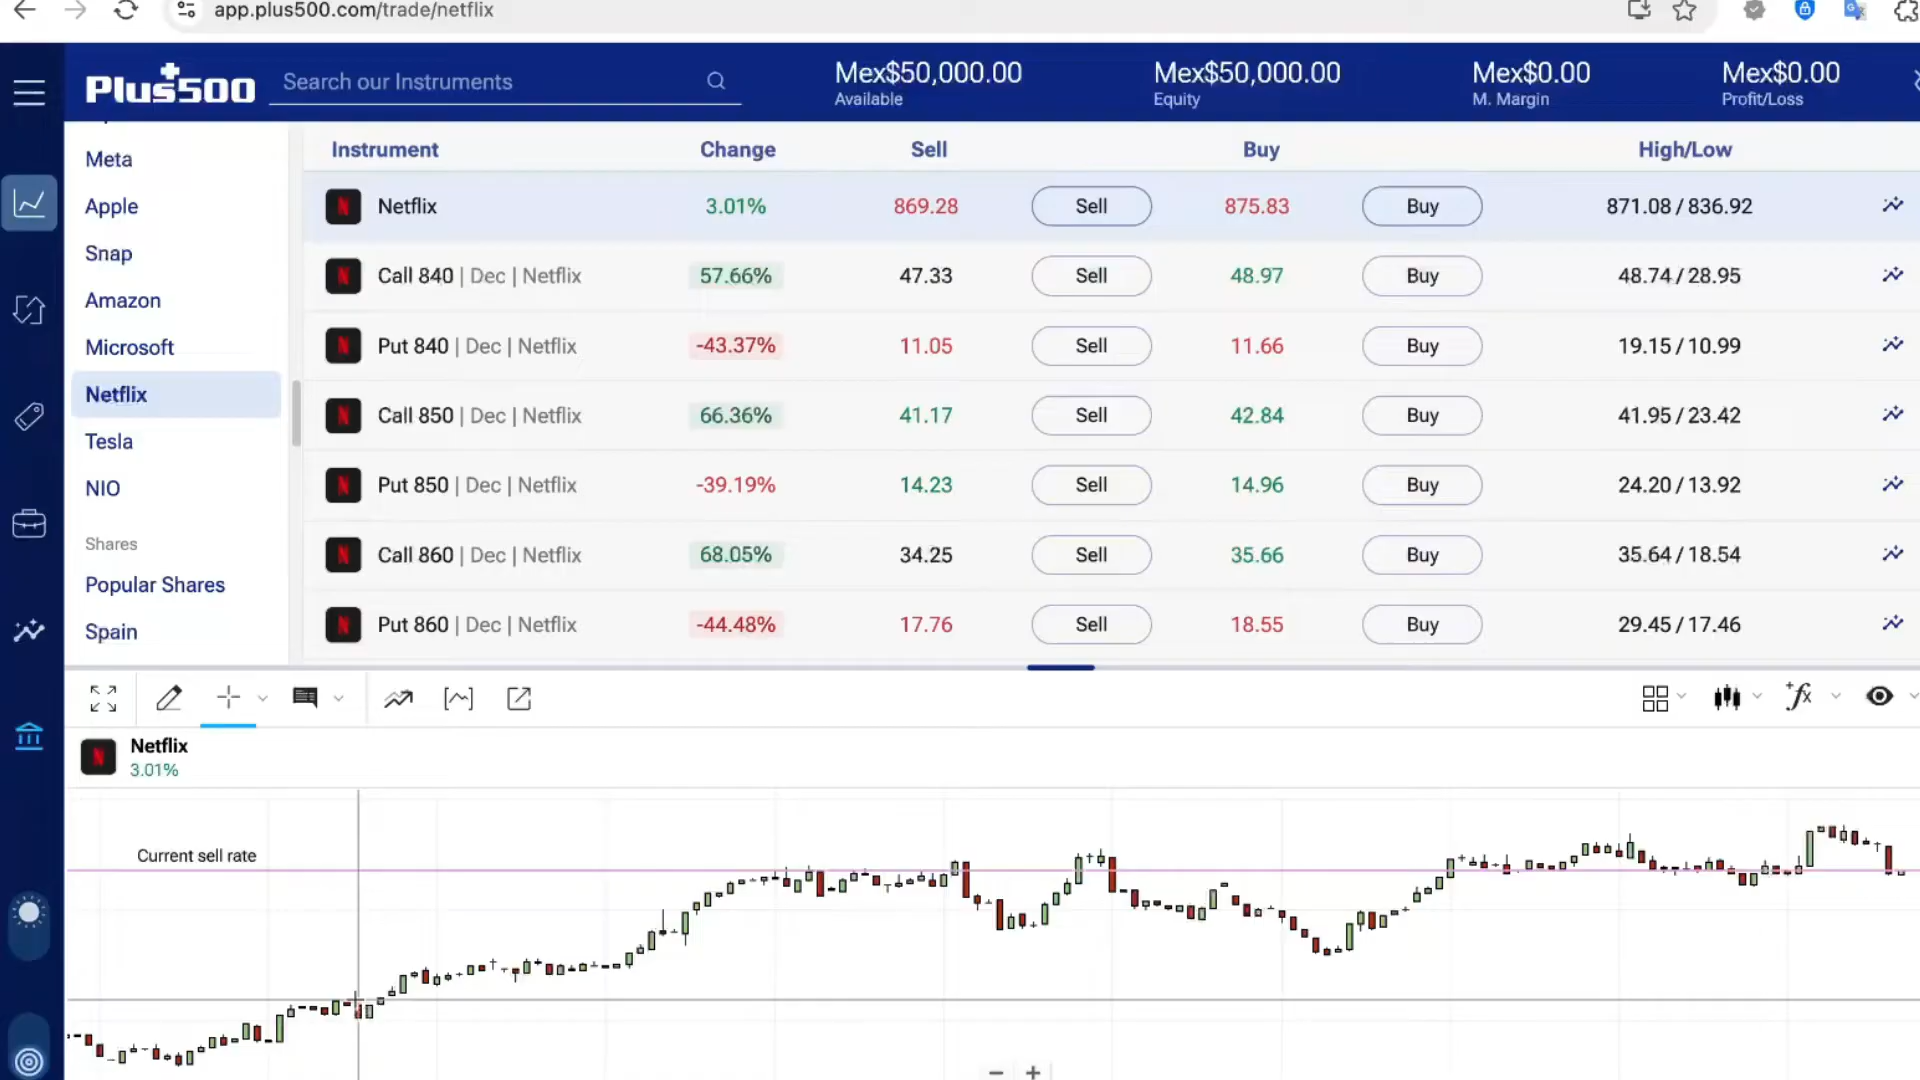 app.plus500.com/trade/netflix
Plus500
Search our Instruments
Mex$50,000.00
Available
Mex$50,000.00
Equity
Mex$0.00
M. Margin
Mex$0.00
Profit/Loss
Meta
Apple
Snap
Amazon
Microsoft
Netflix
Tesla
NIO
Shares
Popular Shares
Spain
Instrument Change Sell Buy High/Low
Netflix 3.01% 869.28 Sell 875.83 Buy 871.08 / 836.92
Call 840 | Dec | Netflix 57.66% 47.33 Sell 48.97 Buy 48.74 / 28.95
Put 840 | Dec | Netflix -43.37% 11.05 Sell 11.66 Buy 19.15 / 10.99
Call 850 | Dec | Netflix 66.36% 41.17 Sell 42.84 Buy 41.95 / 23.42
Put 850 | Dec | Netflix -39.19% 14.23 Sell 14.96 Buy 24.20 / 13.92
Call 860 | Dec | Netflix 68.05% 34.25 Sell 35.66 Buy 35.64 / 18.54
Put 860 | Dec | Netflix -44.48% 17.76 Sell 18.55 Buy 29.45 / 17.46
Netflix
3.01%
Current sell rate